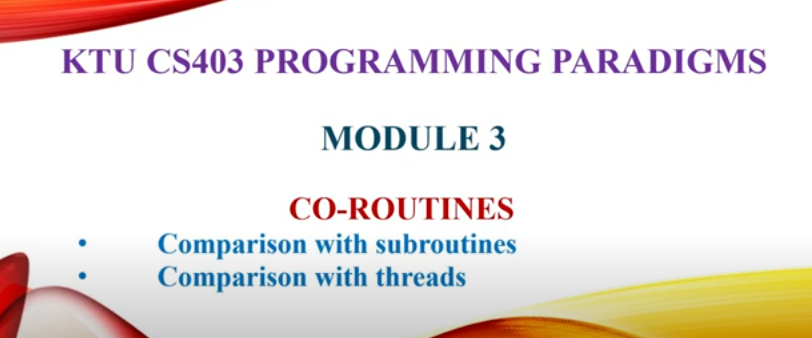 KTU CS403 PROGRAMMING PARADIGMS
MODULE 3
CO-ROUTINES
• Comparison with subroutines
• Comparison with threads